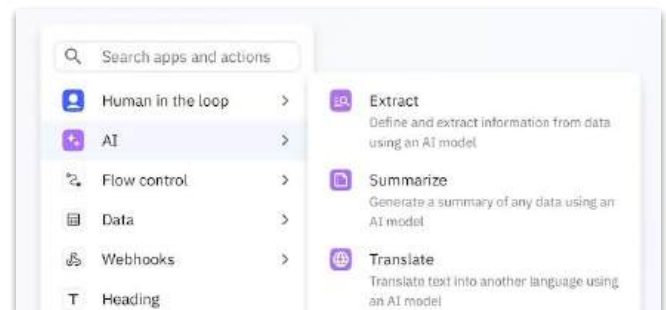 Search apps and actions
Human in the loop
AI
Flow control
Data
Webhooks
T Heading
Extract
Define and extract information from data
using an AI model
Summarize
Generate a summary of any data using an
AI model
Translate
Translate text into another language using
an AI model